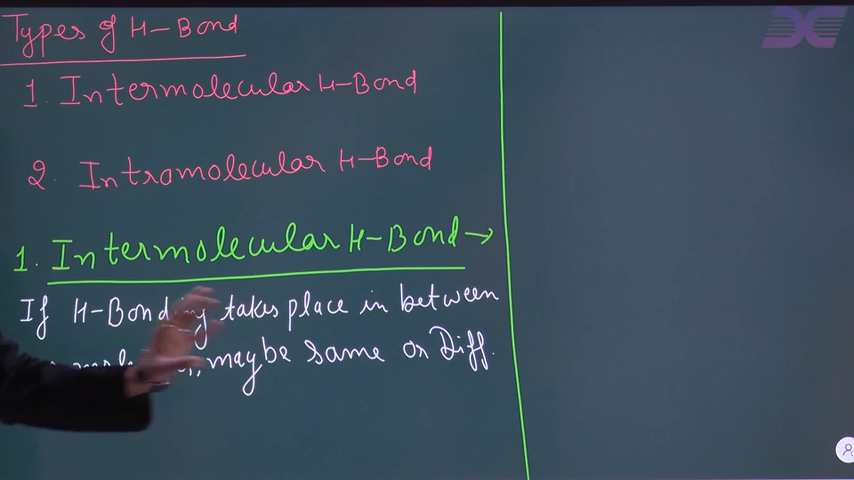 Types of H-Bond
1. Intermolecular H-Bond
2. Intramolecular H-Bond
1. Intermolecular H-Bond →
If H-Bonding takes place in between
may be same or Diff.